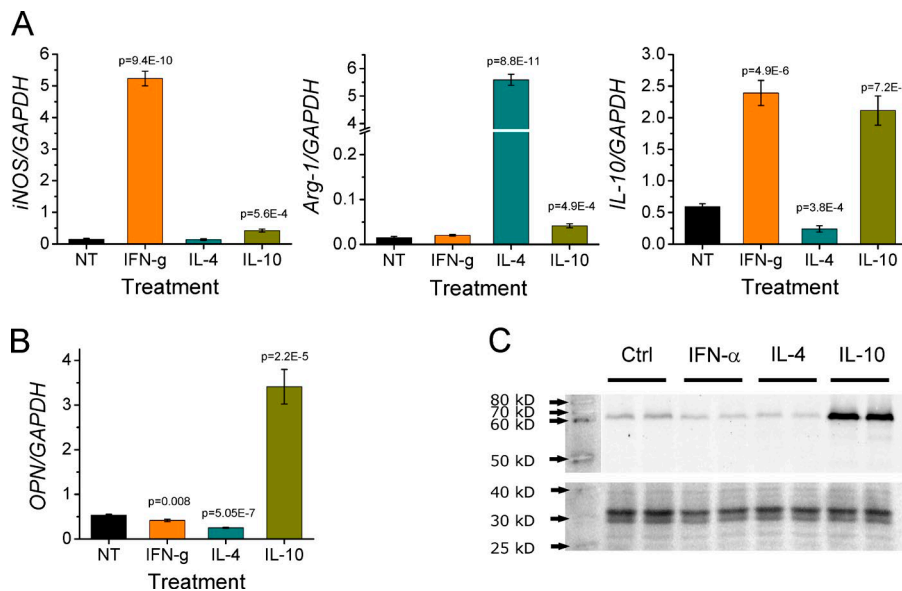 A
iNOS/GAPDH
6
5
4
3
2
1
0
p=9.4E-10
p=5.6E-4
NT IFN-g IL-4 IL-10
Treatment
Arg-1/GAPDH
6
5
4
0.2
0.1
0.0
p=8.8E-11
p=4.9E-4
NT IFN-g IL-4 IL-10
Treatment
IL-10/GAPDH
3.0
2.5
2.0
1.5
1.0
0.5
0.0
p=4.9E-6
p=3.8E-4
p=7.2E-
NT IFN-g IL-4 IL-10
Treatment
B
OPN/GAPDH
4
3
2
1
0
p=0.008
p=5.05E-7
p=2.2E-5
NT IFN-g IL-4 IL-10
Treatment
C
Ctrl IFN-α IL-4 IL-10
80 kD
70 kD
60 kD
50 kD
40 kD
30 kD
25 kD